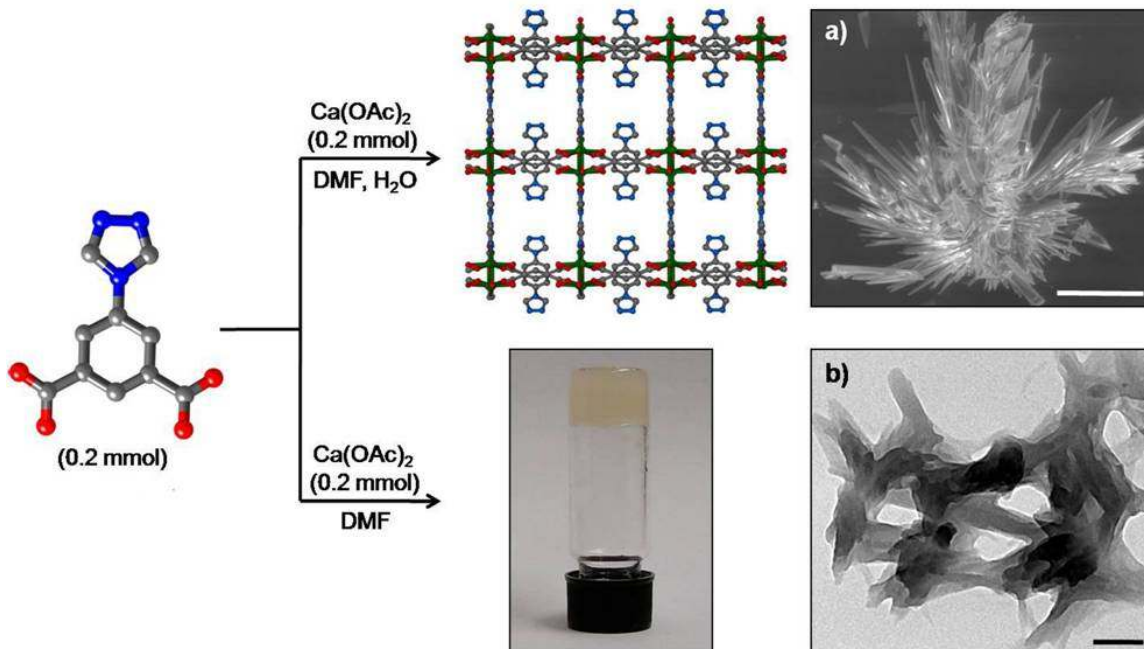 (0.2 mmol)
Ca(OAc)₂
(0.2 mmol)
DMF, H₂O
Ca(OAc)₂
(0.2 mmol)
DMF
a)
b)